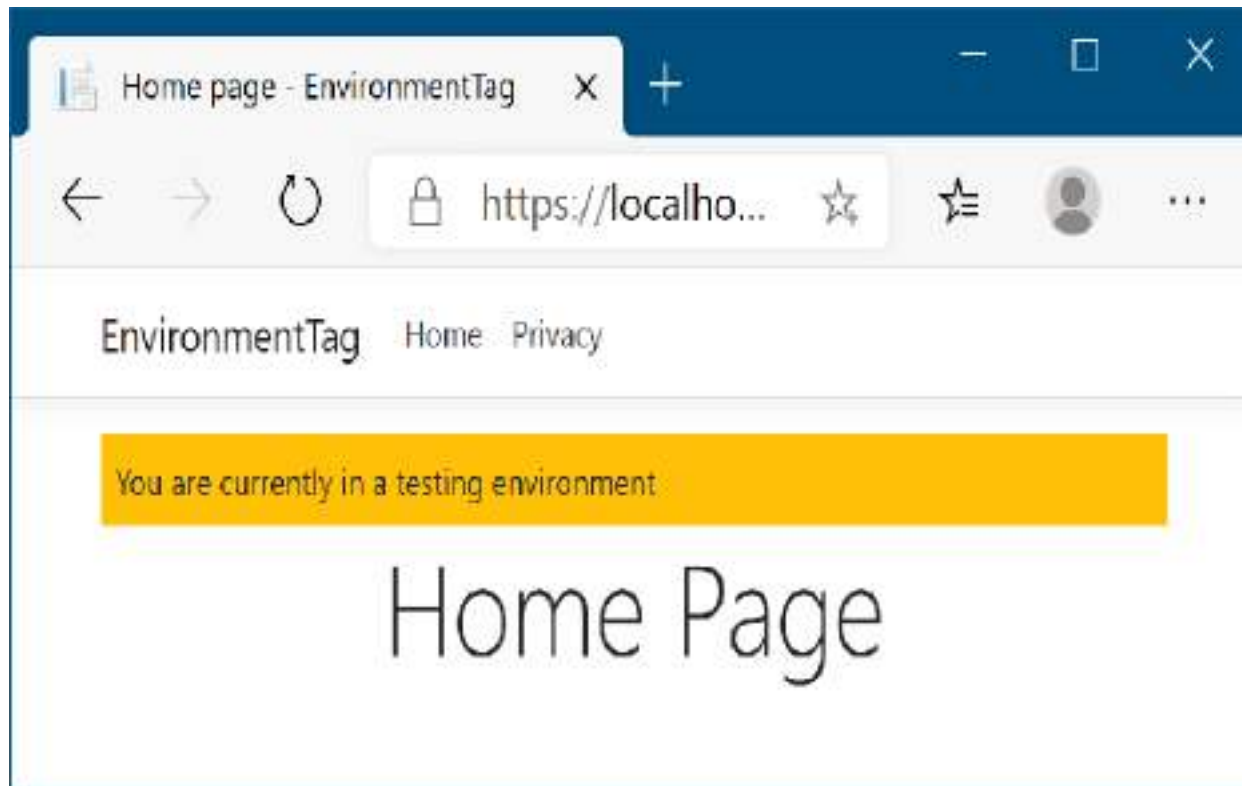 Home page - EnvironmentTag
https://localho...
EnvironmentTag Home Privacy
You are currently in a testing environment
Home Page